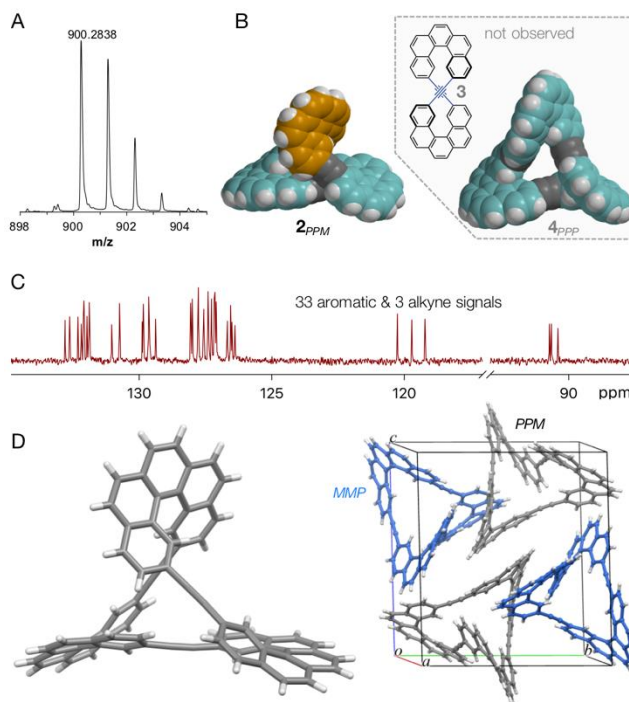 A
900.2838
898
900
902
904
m/z
B
2PPM
not observed
3
4PPP
C
33 aromatic & 3 alkyne signals
130
125
120
90
ppm
D
PPM
MMP
c
o
a
b